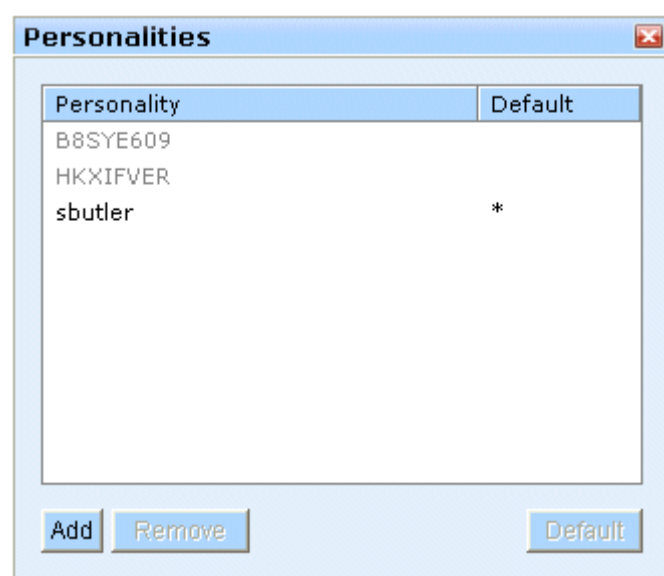 Personalities
Personality Default
B8SYE609
HKXIFVER
sbutler *
Add Remove Default